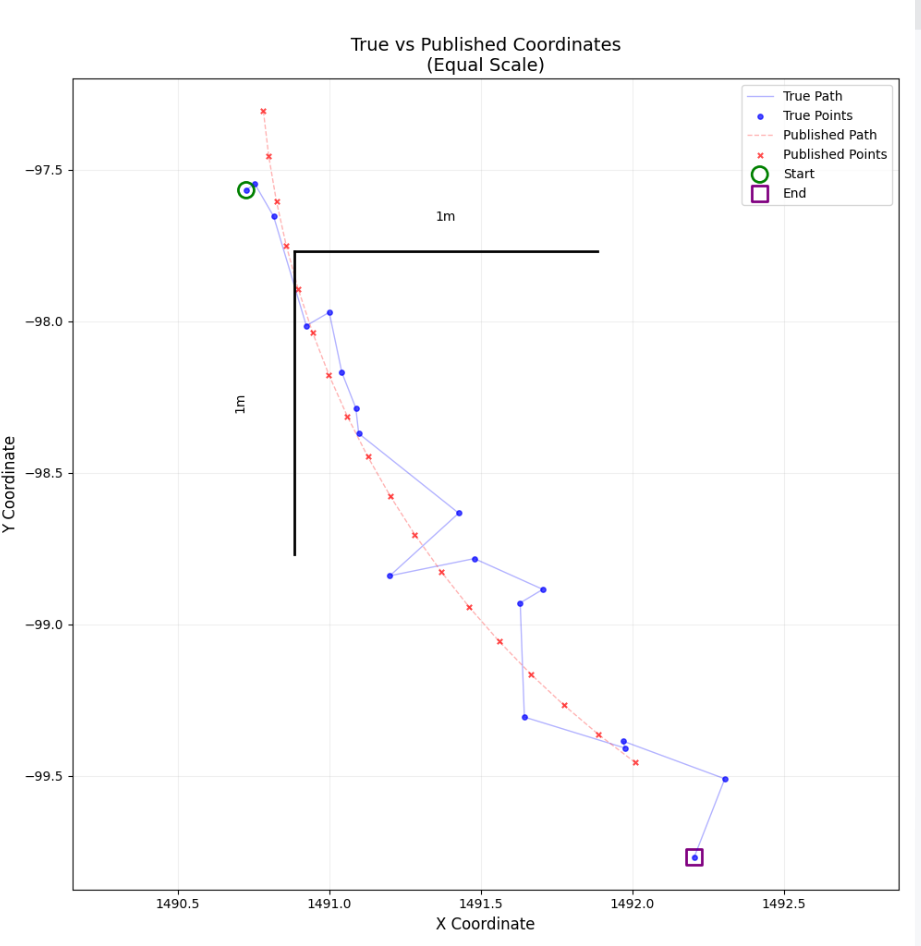 True vs Published Coordinates
(Equal Scale)
True Path
True Points
Published Path
Published Points
Start
End
1m
1m
−97.5
−98.0
−98.5
−99.0
−99.5
Y Coordinate
1490.5
1491.0
1491.5
1492.0
1492.5
X Coordinate